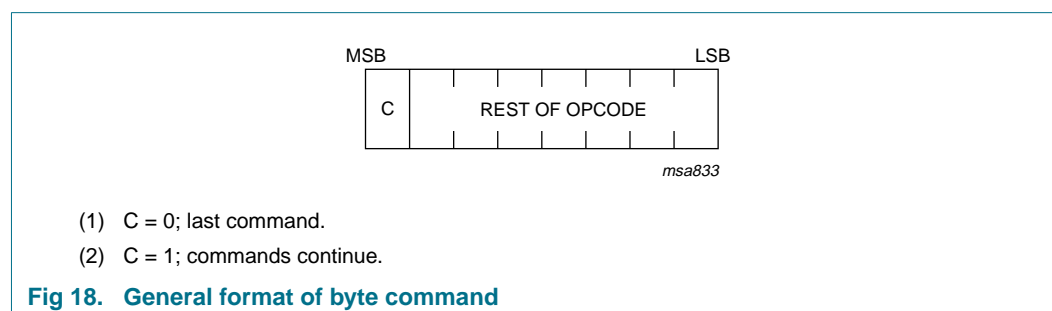 MSB LSB
C REST OF OPCODE
msa833
(1) C = 0; last command.
(2) C = 1; commands continue.
Fig 18. General format of byte command